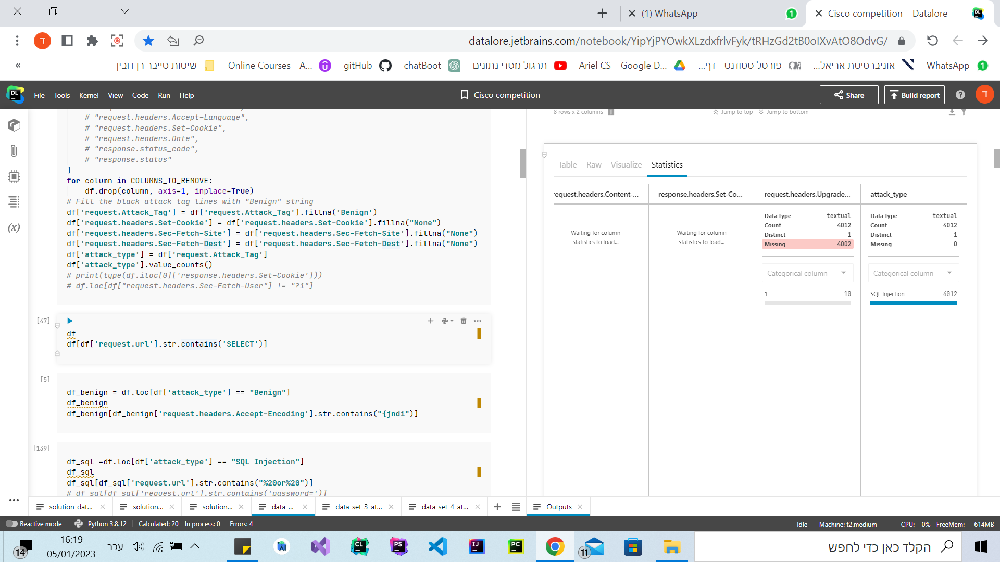 (1) WhatsApp
Cisco competition – Datalore
datalore.jetbrains.com/notebook/YipYjPYOwkXLzdxfrlvFyk/tRHzGd2tB0oIXvAtO8OdvG/
שיטות סייבר רן דובין
Online Courses - A...
gitHub
chatBoot
תרגול מסדי נתונים
Ariel CS – Google D...
פורטל סטודנט - דף...
אוניברסיטת אריאל...
WhatsApp
File Tools Kernel View Code Run Help
Cisco competition
Share
Build report
# "request.headers.Accept-Language",
# "request.headers.Set-Cookie",
# "request.headers.Date",
# "response.status_code",
# "response.status"
]
for column in COLUMNS_TO_REMOVE:
df.drop(column, axis=1, inplace=True)
# Fill the black attack tag lines with "Benign" string
df['request.Attack_Tag'] = df['request.Attack_Tag'].fillna('Benign')
df['request.headers.Set-Cookie'] = df['request.headers.Set-Cookie'].fillna("None")
df['request.headers.Sec-Fetch-Site'] = df['request.headers.Sec-Fetch-Site'].fillna("None")
df['request.headers.Sec-Fetch-Dest'] = df['request.headers.Sec-Fetch-Dest'].fillna("None")
df['attack_type'] = df['request.Attack_Tag']
df['attack_type'].value_counts()
# print(type(df.iloc[0]['response.headers.Set-Cookie']))
# df.loc[df["request.headers.Sec-Fetch-User"] != "?1"]
[47]
df
df[df['request.url'].str.contains('SELECT')]
[5]
df_benign = df.loc[df['attack_type'] == "Benign"]
df_benign
df_benign[df_benign['request.headers.Accept-Encoding'].str.contains("{jndi")]
[139]
df_sql =df.loc[df['attack_type'] == "SQL Injection"]
df_sql
df_sql[df_sql['request.url'].str.contains("%20or%20")]
# df_sql[df_sql['request.url'].str.contains('password=')]
8 rows x 2 columns
Jump to top
Jump to bottom
Table Raw Visualize Statistics
request.headers.Content-...
response.headers.Set-Co...
request.headers.Upgrade...
attack_type
Waiting for column
statistics to load...
Waiting for column
statistics to load...
Data type textual
Count 4012
Distinct 1
Missing 4002
Categorical column
1 10
Data type textual
Count 4012
Distinct 1
Missing 0
Categorical column
SQL Injection 4012
solution_dat...
solution...
solution...
data_...
data_set_3_at...
data_set_4_at...
Outputs
Reactive mode
Python 3.8.12
Calculated: 20
In process: 0
Errors: 4
Idle
Machine: t2.medium
CPU: 0%
FreeMem: 614MB
14
16:19
05/01/2023
עבר
11
הקלד כאן כדי לחפש